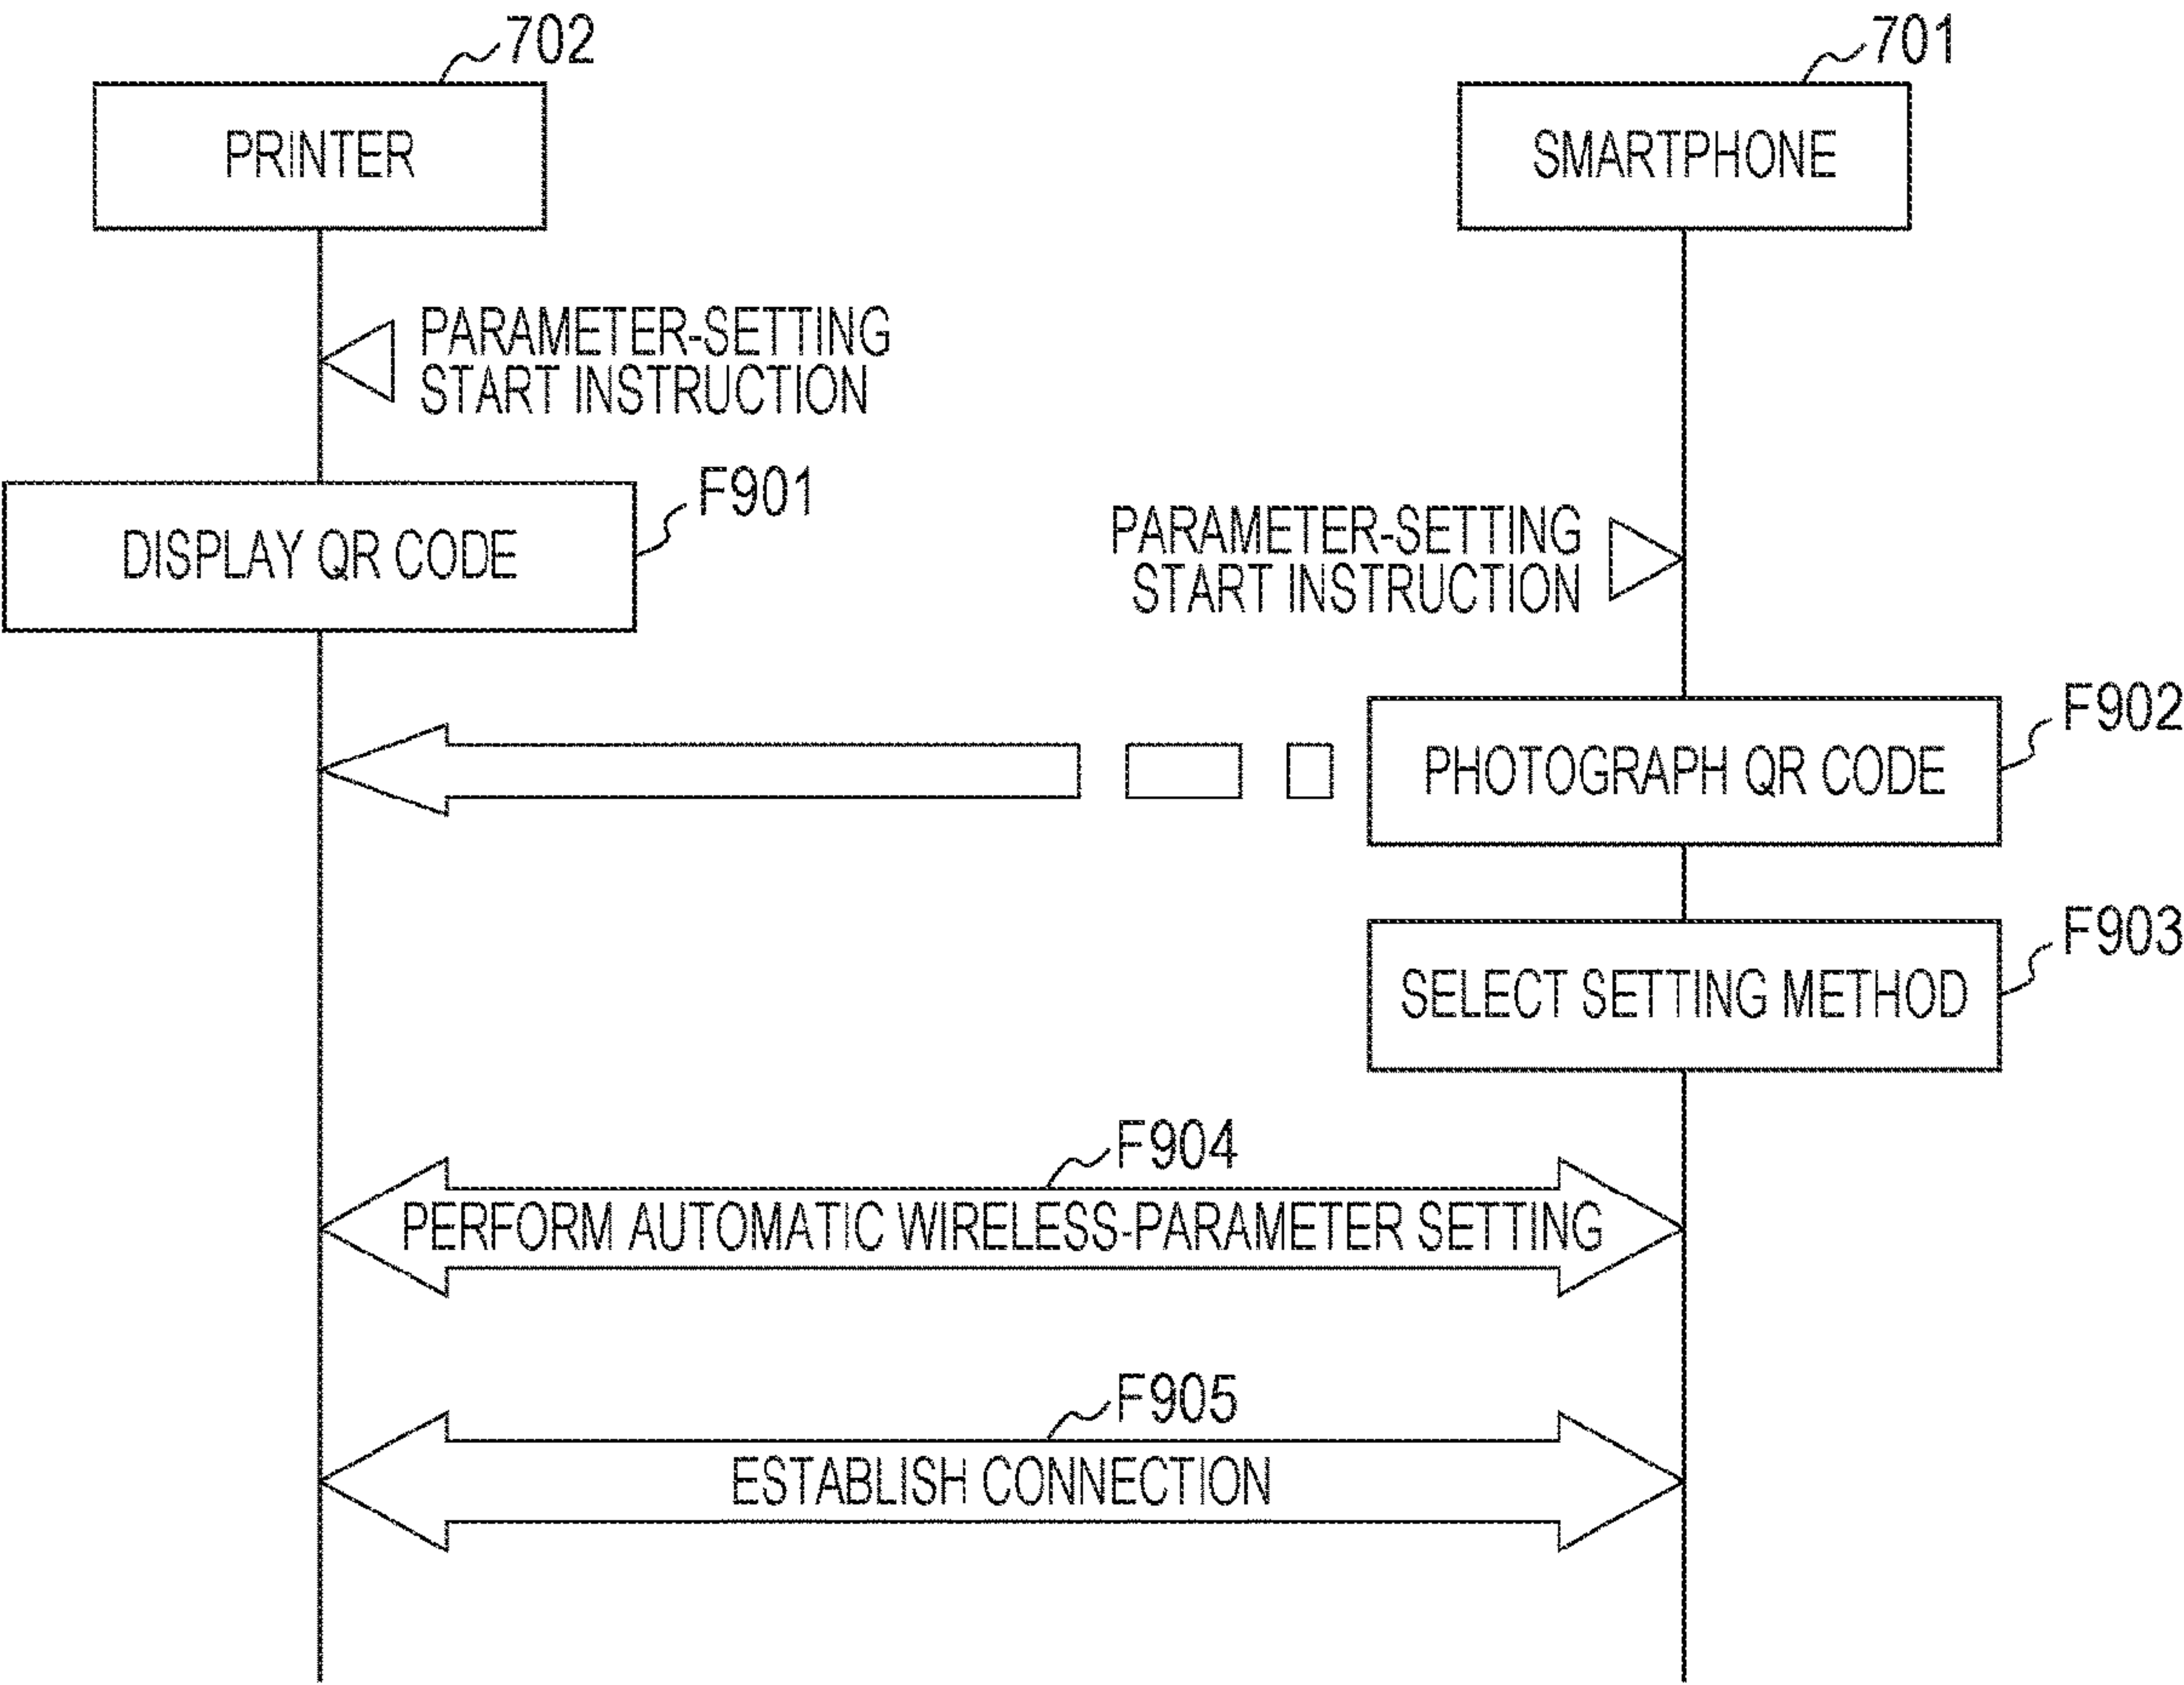 702
701
PRINTER
SMARTPHONE
PARAMETER-SETTING
START INSTRUCTION
F901
DISPLAY QR CODE
PARAMETER-SETTING
START INSTRUCTION
F902
PHOTOGRAPH QR CODE
F903
SELECT SETTING METHOD
F904
PERFORM AUTOMATIC WIRELESS-PARAMETER SETTING
F905
ESTABLISH CONNECTION